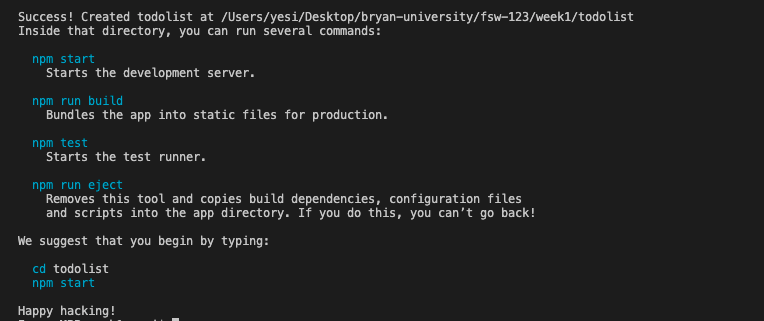 Success! Created todolist at /Users/yesi/Desktop/bryan-university/fsw-123/week1/todolist
Inside that directory, you can run several commands:
npm start
Starts the development server.
npm run build
Bundles the app into static files for production.
npm test
Starts the test runner.
npm run eject
Removes this tool and copies build dependencies, configuration files
and scripts into the app directory. If you do this, you can’t go back!
We suggest that you begin by typing:
cd todolist
npm start
Happy hacking!